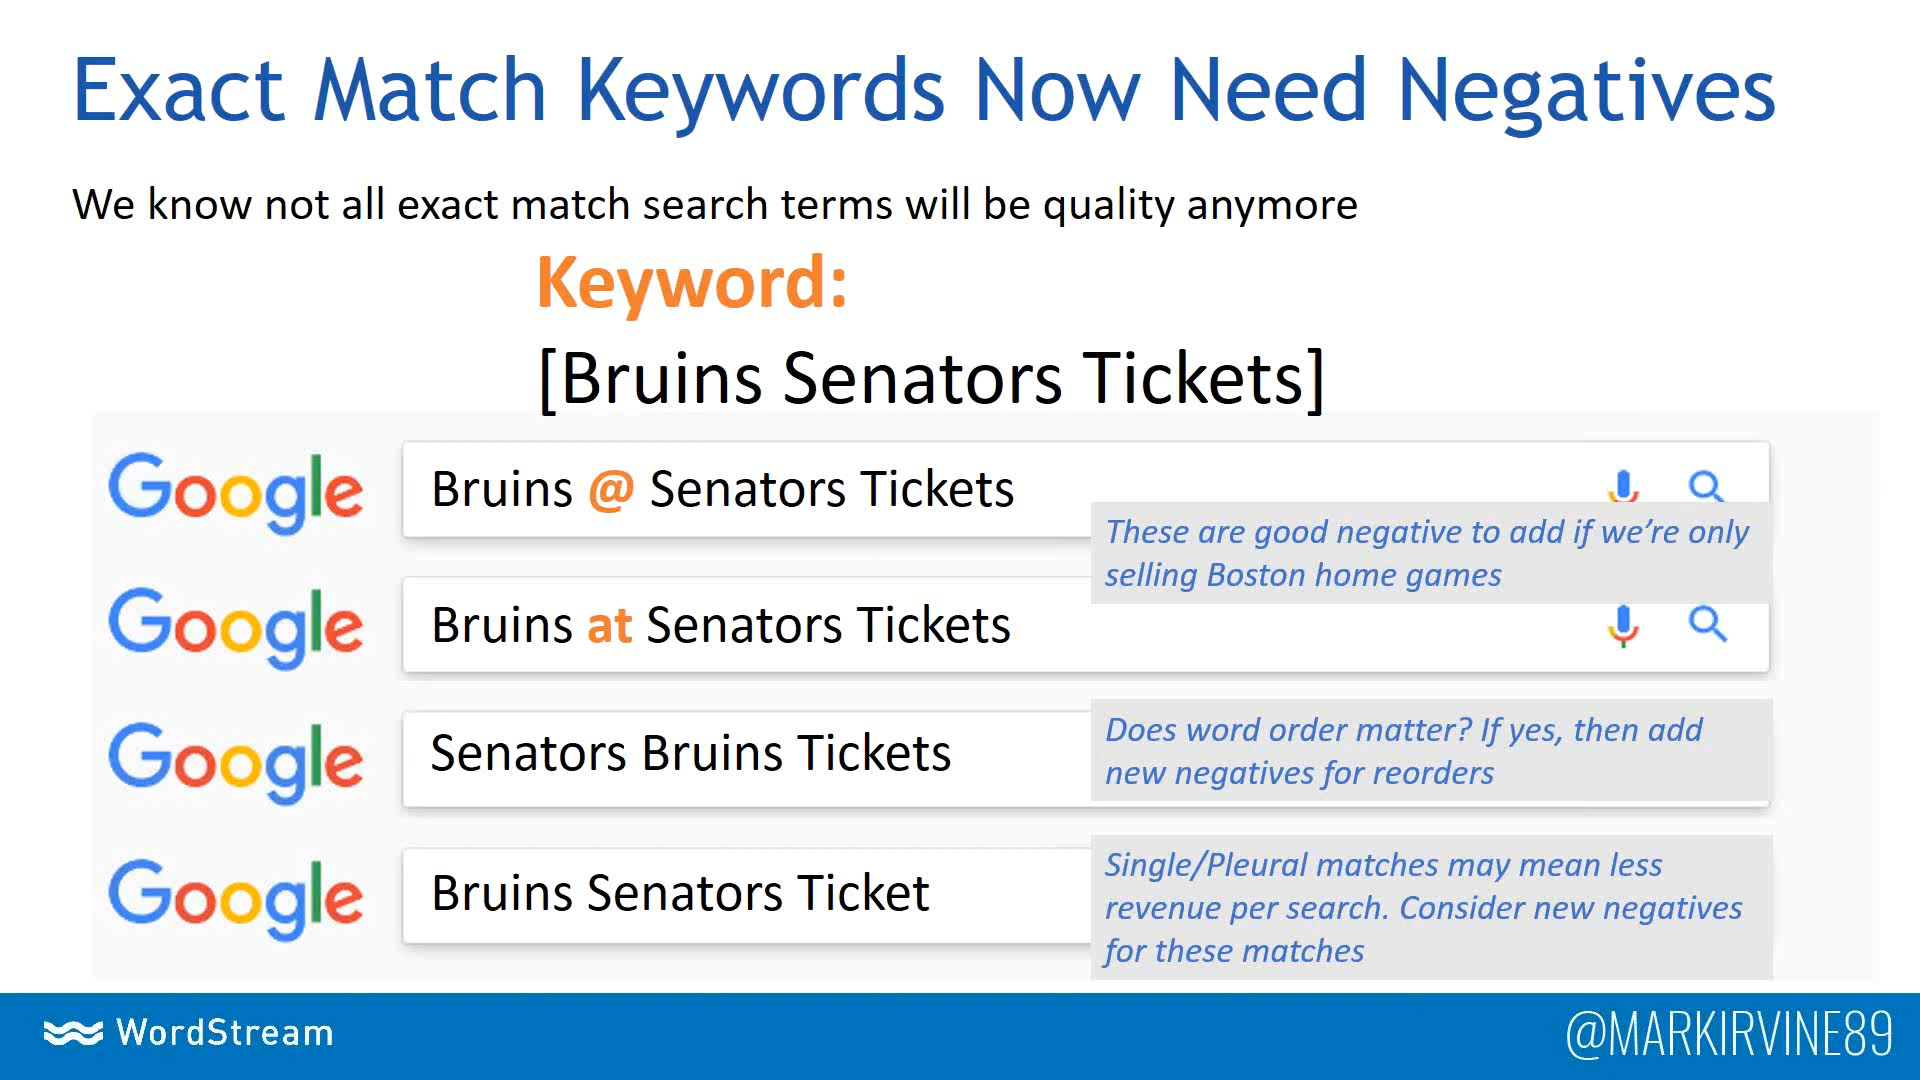 Exact Match Keywords Now Need Negatives
We know not all exact match search terms will be quality anymore
Keyword:
[Bruins Senators Tickets]
Google
Bruins @ Senators Tickets
These are good negative to add if we’re only
selling Boston home games
Google
Bruins at Senators Tickets
Google
Senators Bruins Tickets
Does word order matter? If yes, then add
new negatives for reorders
Google
Bruins Senators Ticket
Single/Pleural matches may mean less
revenue per search. Consider new negatives
for these matches
WordStream
@MARKIRVINE89